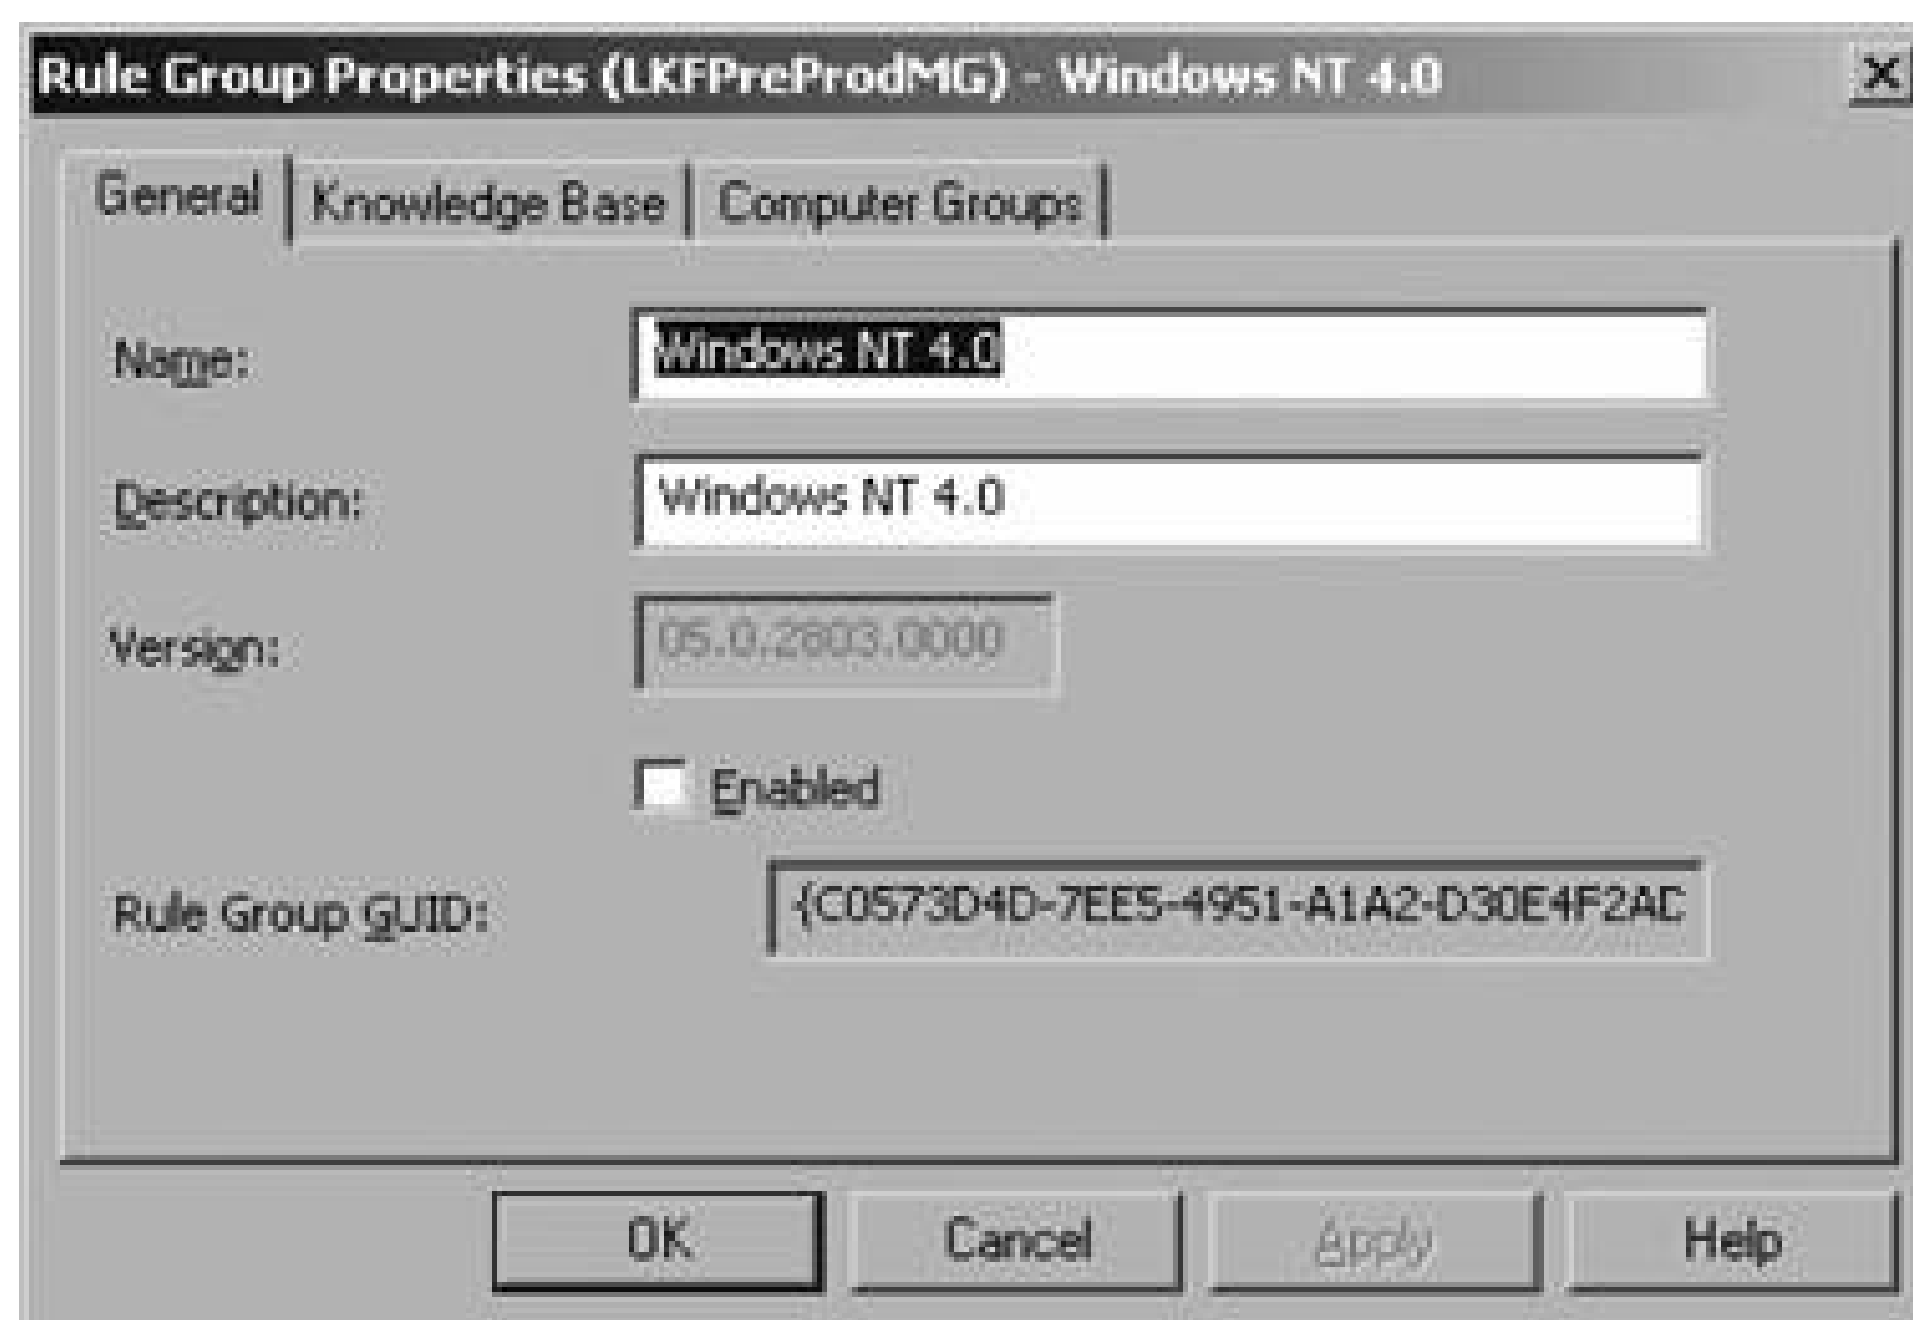 Rule Group Properties (LKFPreProdMG) - Windows NT 4.0
General Knowledge Base Computer Groups
Name: Windows NT 4.0
Description: Windows NT 4.0
Version: 05.0.2803.0000
Enabled
Rule Group GUID: {C0573D4D-7EE5-4951-A1A2-D30E4F2AD
OK Cancel Apply Help